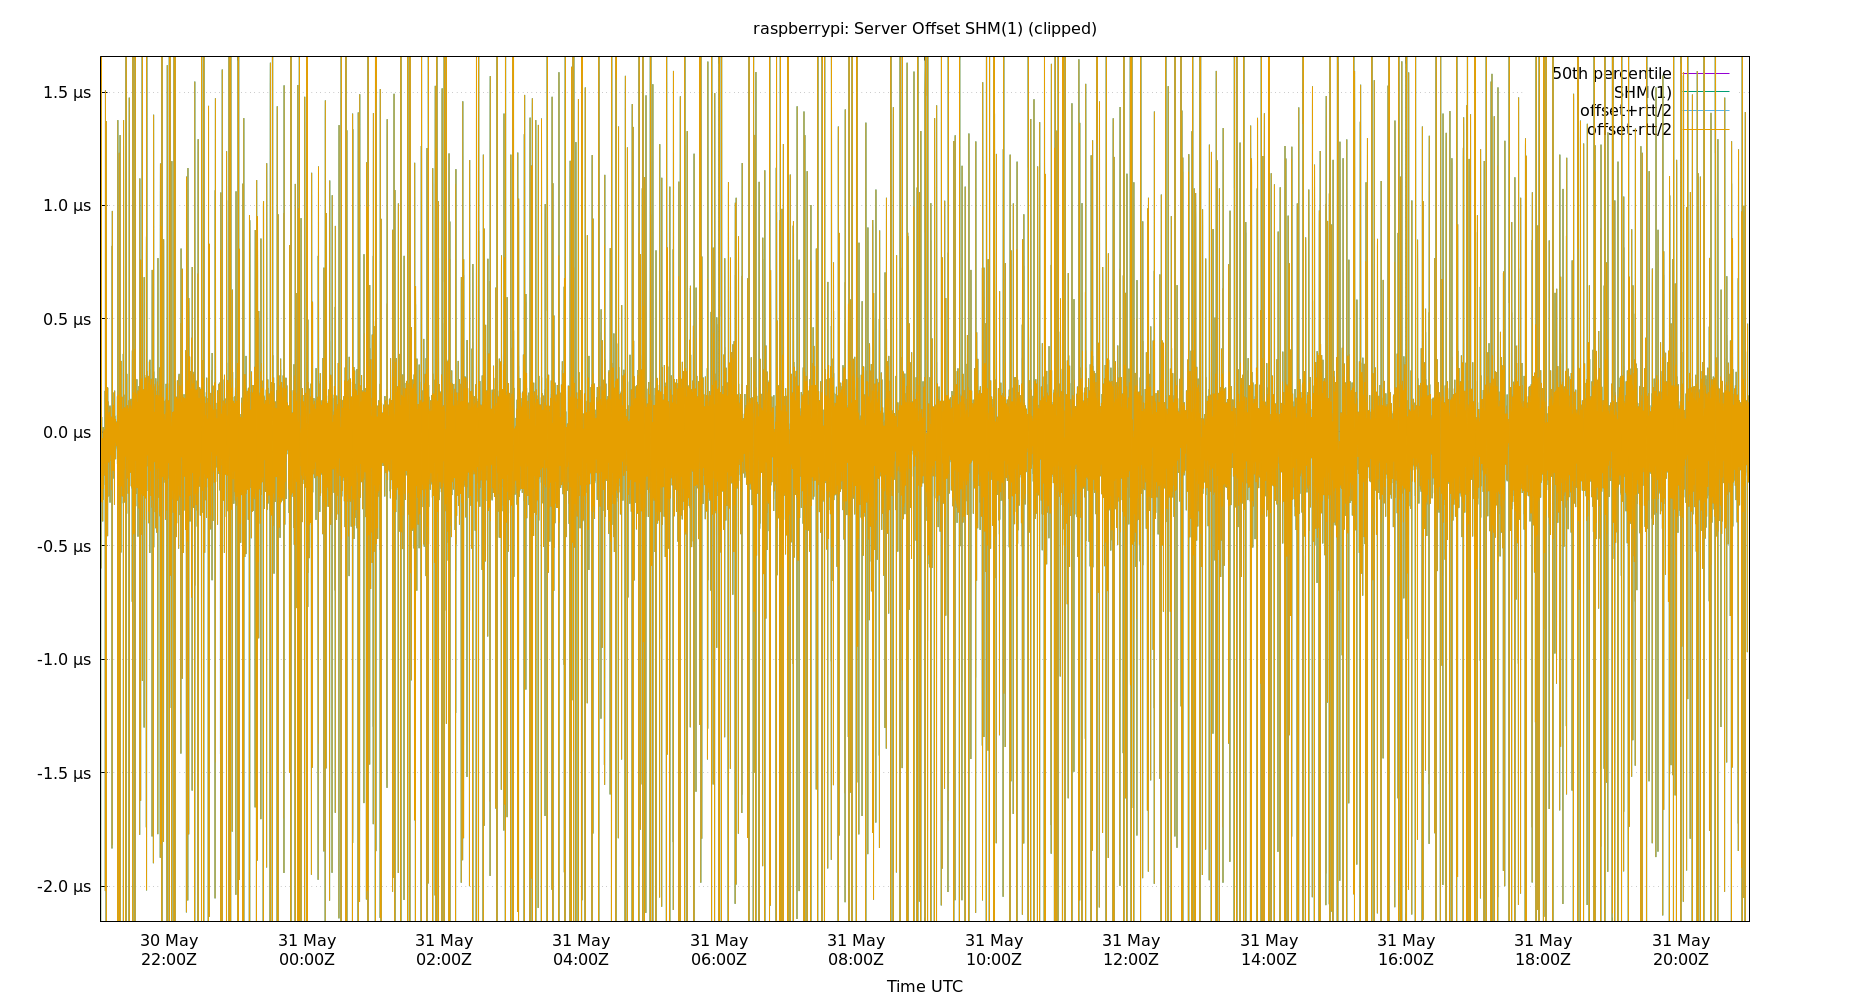 raspberrypi: Server Offset SHM(1) (clipped)
50th percentile
SHM(1)
offset+rtt/2
offset-rtt/2
1.5 µs
1.0 µs
0.5 µs
0.0 µs
-0.5 µs
-1.0 µs
-1.5 µs
-2.0 µs
30 May 31 May 31 May 31 May 31 May 31 May 31 May 31 May 31 May 31 May 31 May 31 May
22:00Z 00:00Z 02:00Z 04:00Z 06:00Z 08:00Z 10:00Z 12:00Z 14:00Z 16:00Z 18:00Z 20:00Z
Time UTC